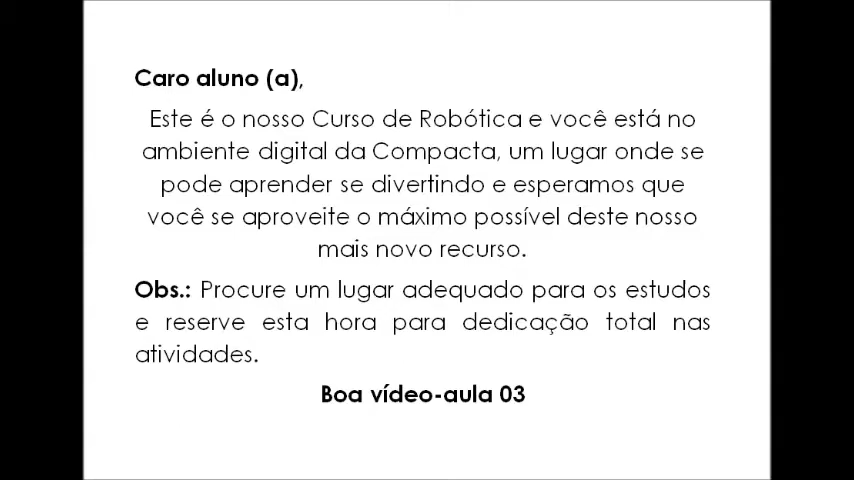 Caro aluno (a),
Este é o nosso Curso de Robótica e você está no
ambiente digital da Compacta, um lugar onde se
pode aprender se divertindo e esperamos que
você se aproveite o máximo possível deste nosso
mais novo recurso.
Obs.: Procure um lugar adequado para os estudos
e reserve esta hora para dedicação total nas
atividades.
Boa vídeo-aula 03